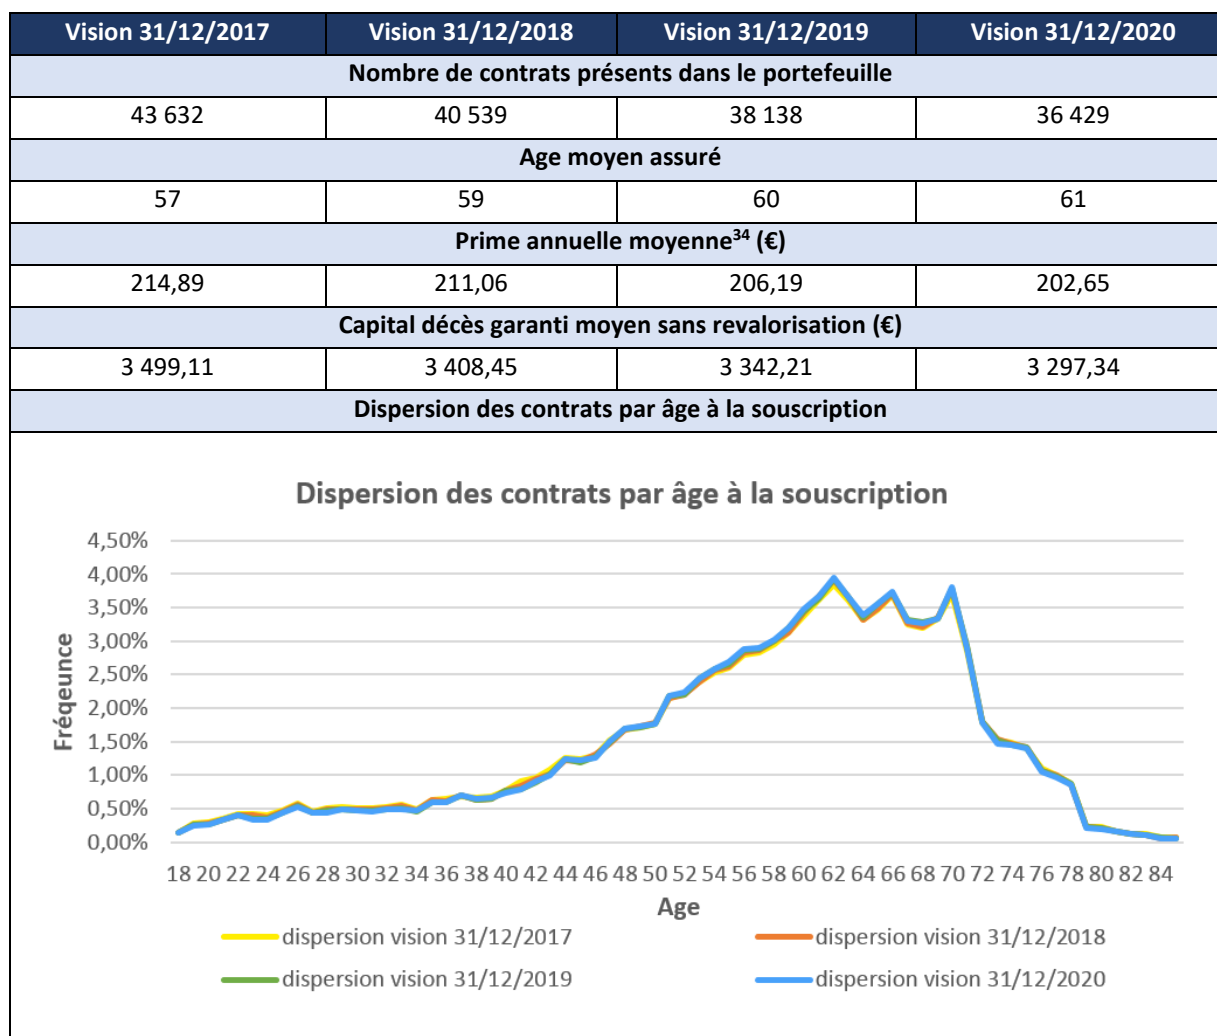 Vision 31/12/2017 Vision 31/12/2018 Vision 31/12/2019 Vision 31/12/2020
Nombre de contrats présents dans le portefeuille
43 632 40 539 38 138 36 429
Age moyen assuré
57 59 60 61
Prime annuelle moyenne³⁴ (€)
214,89 211,06 206,19 202,65
Capital décès garanti moyen sans revalorisation (€)
3 499,11 3 408,45 3 342,21 3 297,34
Dispersion des contrats par âge à la souscription
Dispersion des contrats par âge à la souscription
4,50%
4,00%
3,50%
3,00%
2,50%
2,00%
1,50%
1,00%
0,50%
0,00%
Fréqeunce
18 20 22 24 26 28 30 32 34 36 38 40 42 44 46 48 50 52 54 56 58 60 62 64 66 68 70 72 74 76 78 80 82 84
Age
dispersion vision 31/12/2017 dispersion vision 31/12/2018
dispersion vision 31/12/2019 dispersion vision 31/12/2020